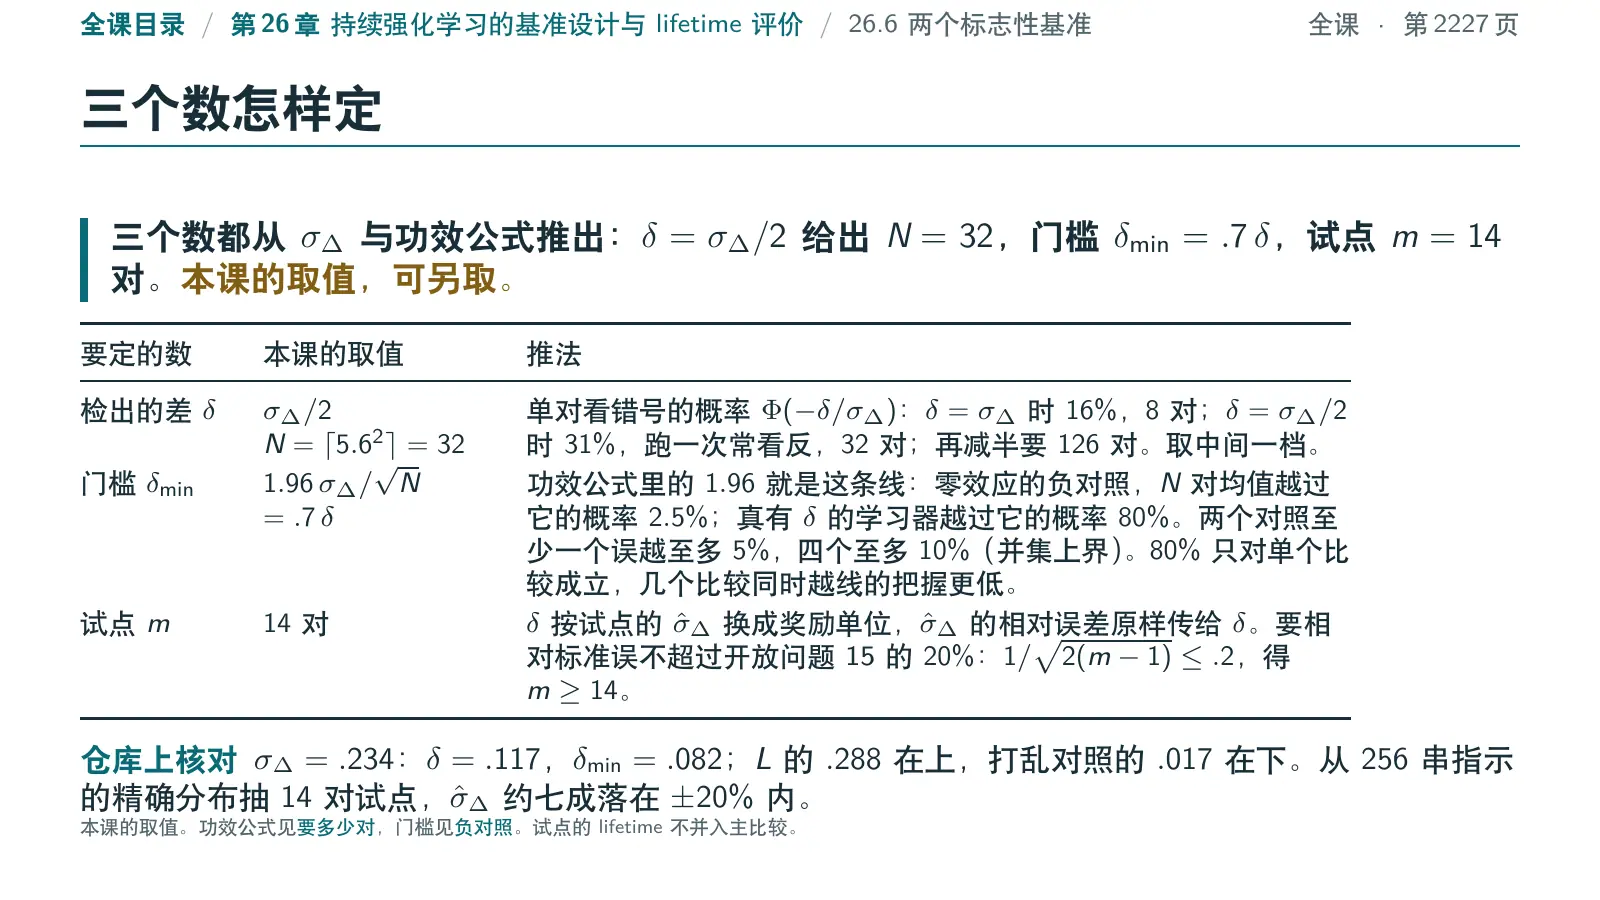 全课目录 / 第 26 章 持续强化学习的基准设计与 lifetime 评价 / 26.6 两个标志性基准
全课 · 第 2227 页
三个数怎样定
三个数都从 σ_Δ 与功效公式推出：δ = σ_Δ/2 给出 N = 32，门槛 δ_min = .7 δ，试点 m = 14
对。本课的取值，可另取。
要定的数 本课的取值 推法
检出的差 δ σ_Δ/2 单对看错号的概率 Φ(−δ/σ_Δ)：δ = σ_Δ 时 16%，8 对；δ = σ_Δ/2
N = ⌈5.6²⌉ = 32 时 31%，跑一次常看反，32 对；再减半要 126 对。取中间一档。
门槛 δ_min 1.96 σ_Δ/√N 功效公式里的 1.96 就是这条线：零效应的负对照，N 对均值越过
= .7 δ 它的概率 2.5%；真有 δ 的学习器越过它的概率 80%。两个对照至
少一个误越至多 5%，四个至多 10%（并集上界）。80% 只对单个比
较成立，几个比较同时越线的把握更低。
试点 m 14 对 δ 按试点的 σ̂_Δ 换成奖励单位，σ̂_Δ 的相对误差原样传给 δ。要相
对标准误不超过开放问题 15 的 20%：1/√(2(m − 1)) ≤ .2，得
m ≥ 14。
仓库上核对 σ_Δ = .234：δ = .117，δ_min = .082；L 的 .288 在上，打乱对照的 .017 在下。从 256 串指示
的精确分布抽 14 对试点，σ̂_Δ 约七成落在 ±20% 内。
本课的取值。功效公式见要多少对，门槛见负对照。试点的 lifetime 不并入主比较。